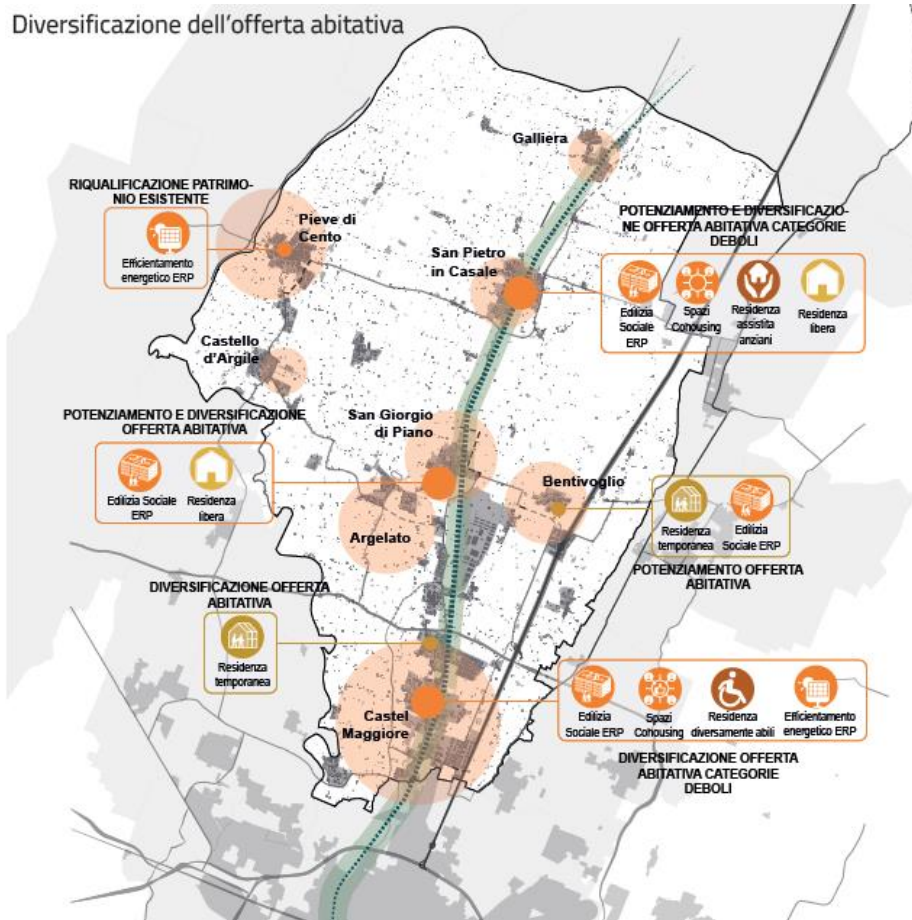 Diversificazione dell'offerta abitativa
Galliera
RIQUALIFICAZIONE PATRIMO-
NIO ESISTENTE
Efficientamento
energetico ERP
Pieve di
Cento
POTENZIAMENTO E DIVERSIFICAZIO-
NE OFFERTA ABITATIVA CATEGORIE
DEBOLI
Edilizia
Sociale
ERP
Spazi
Cohousing
Residenza
assistita
anziani
Residenza
libera
San Pietro
in Casale
Castello
d'Argile
POTENZIAMENTO E DIVERSIFICAZIONE
OFFERTA ABITATIVA
Edilizia Sociale
ERP
Residenza
libera
San Giorgio
di Piano
Bentivoglio
Argelato
Residenza
temporanea
Edilizia
Sociale ERP
POTENZIAMENTO OFFERTA
ABITATIVA
DIVERSIFICAZIONE OFFERTA
ABITATIVA
Residenza
temporanea
Castel
Maggiore
Edilizia
Sociale ERP
Spazi
Cohousing
Residenza
diversamente abili
Efficientamento
energetico ERP
DIVERSIFICAZIONE OFFERTA
ABITATIVA CATEGORIE
DEBOLI